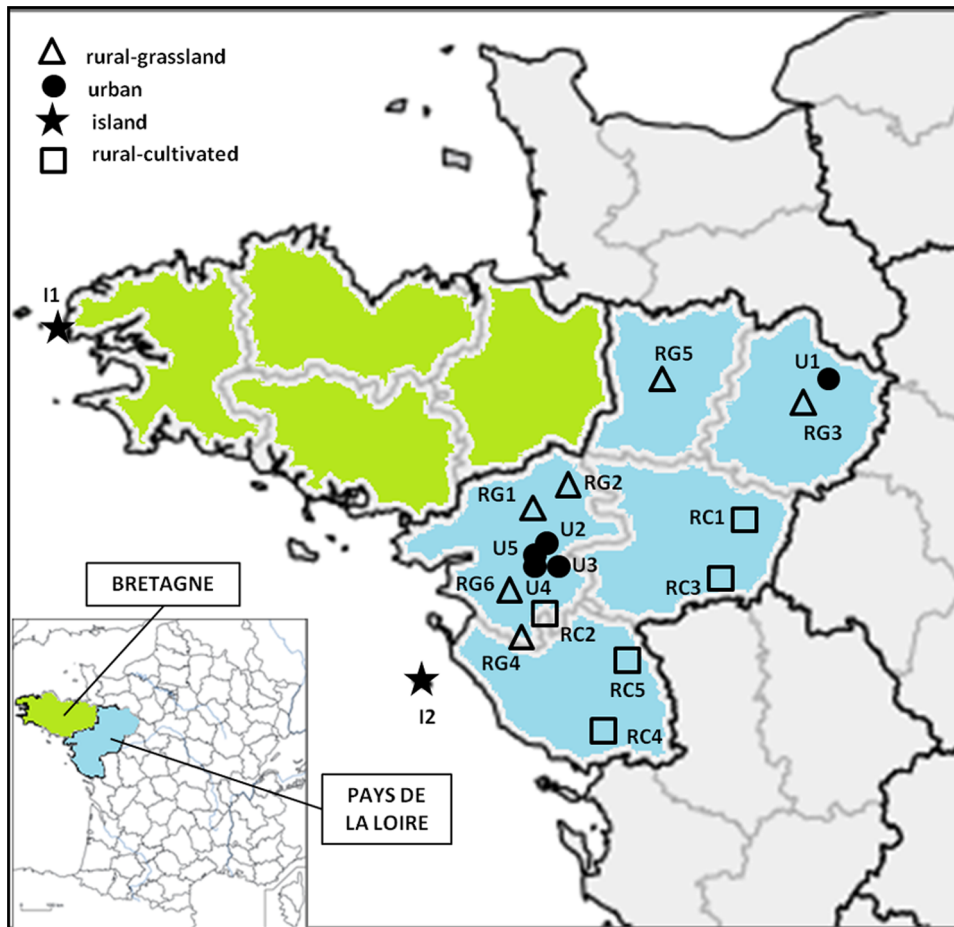 rural-grassland
urban
island
rural-cultivated
I1
RG5
U1
RG3
RG2
RG1
RC1
U2
U5
U3
RG6
U4
RC3
RC2
RG4
RC5
I2
RC4
BRETAGNE
PAYS DE
LA LOIRE